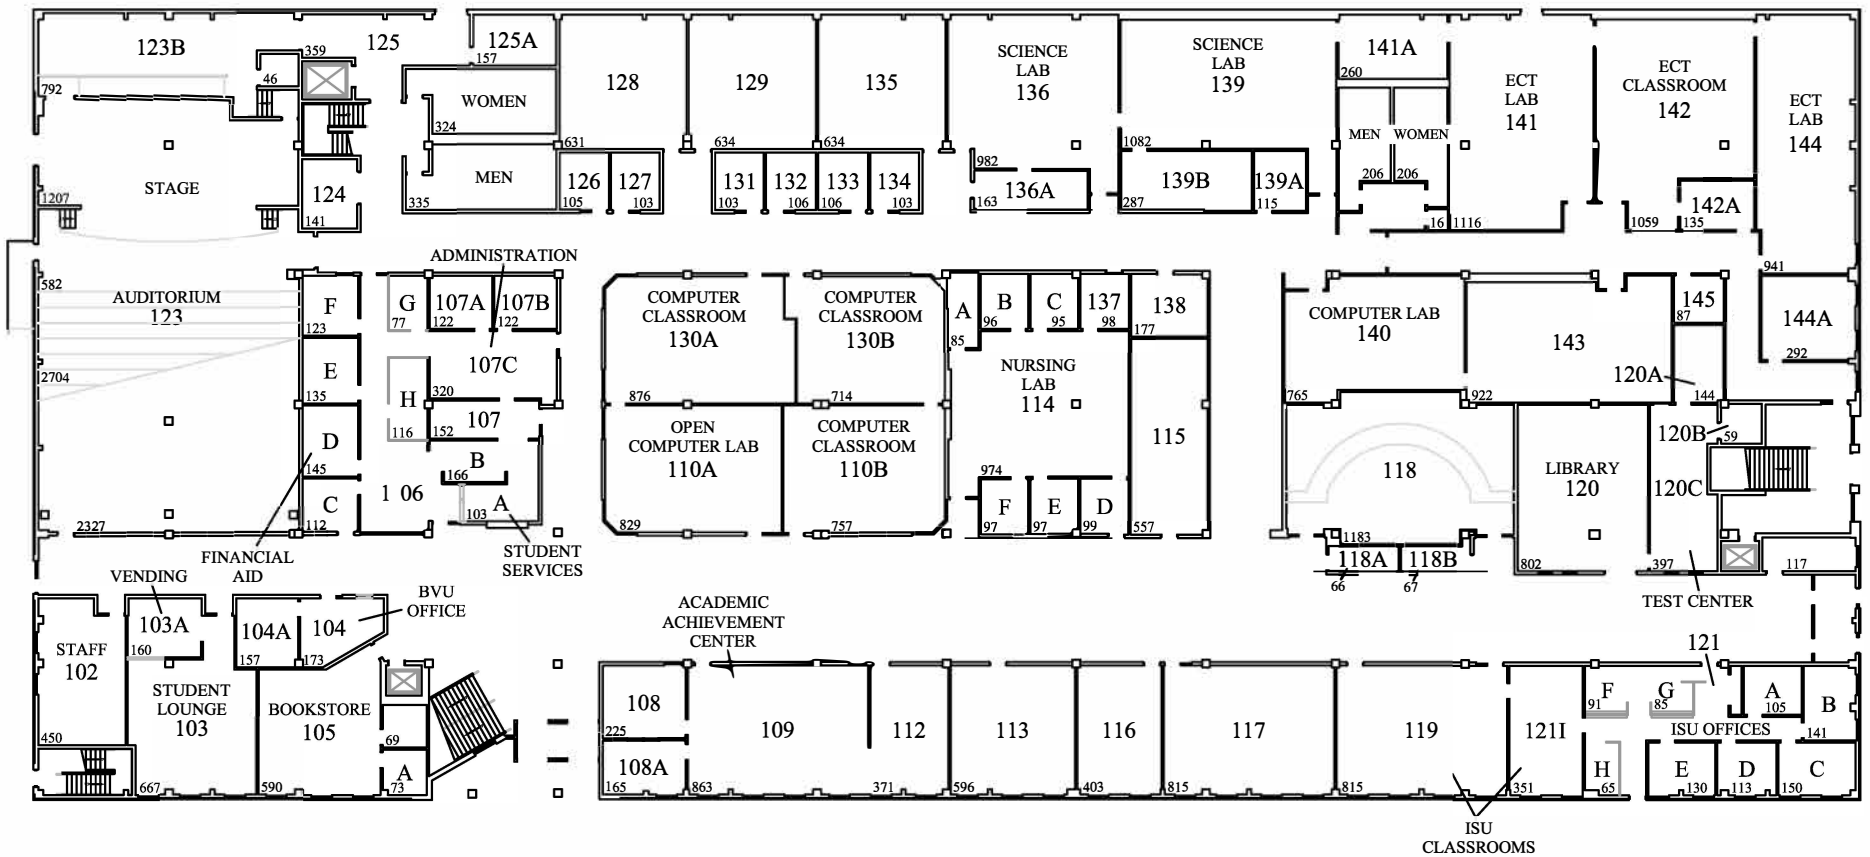 123B
359
125
125A
157
46
792
WOMEN
324
128
631
129
634
135
634
SCIENCE
LAB
136
982
SCIENCE
LAB
139
1082
141A
260
MEN
WOMEN
206
206
ECT
LAB
141
16
1116
ECT
CLASSROOM
142
1059
ECT
LAB
144
941
STAGE
1207
124
141
MEN
335
126
105
127
103
131
103
132
106
133
106
134
103
136A
163
139B
287
139A
115
142A
135
582
AUDITORIUM
123
2704
2327
F
123
E
135
D
145
C
112
ADMINISTRATION
G
77
107A
122
107B
122
107C
320
H
116
107
152
B
166
1 06
A
103
FINANCIAL
AID
STUDENT
SERVICES
COMPUTER
CLASSROOM
130A
876
COMPUTER
CLASSROOM
130B
714
OPEN
COMPUTER LAB
110A
829
COMPUTER
CLASSROOM
110B
757
A
85
B
96
C
95
137
98
138
177
NURSING
LAB
114
974
115
557
F
97
E
97
D
99
COMPUTER LAB
140
765
143
922
145
87
144A
292
120A
144
120B
59
118
1183
118A
66
118B
67
LIBRARY
120
802
120C
397
117
TEST CENTER
VENDING
BVU
OFFICE
STAFF
102
450
103A
160
104A
157
104
173
STUDENT
LOUNGE
103
667
BOOKSTORE
105
590
69
A
73
ACADEMIC
ACHIEVEMENT
CENTER
108
225
108A
165
109
863
371
112
113
596
116
403
117
815
119
815
121I
351
121
F
91
G
85
A
105
B
141
ISU OFFICES
H
65
E
130
D
113
C
150
ISU
CLASSROOMS